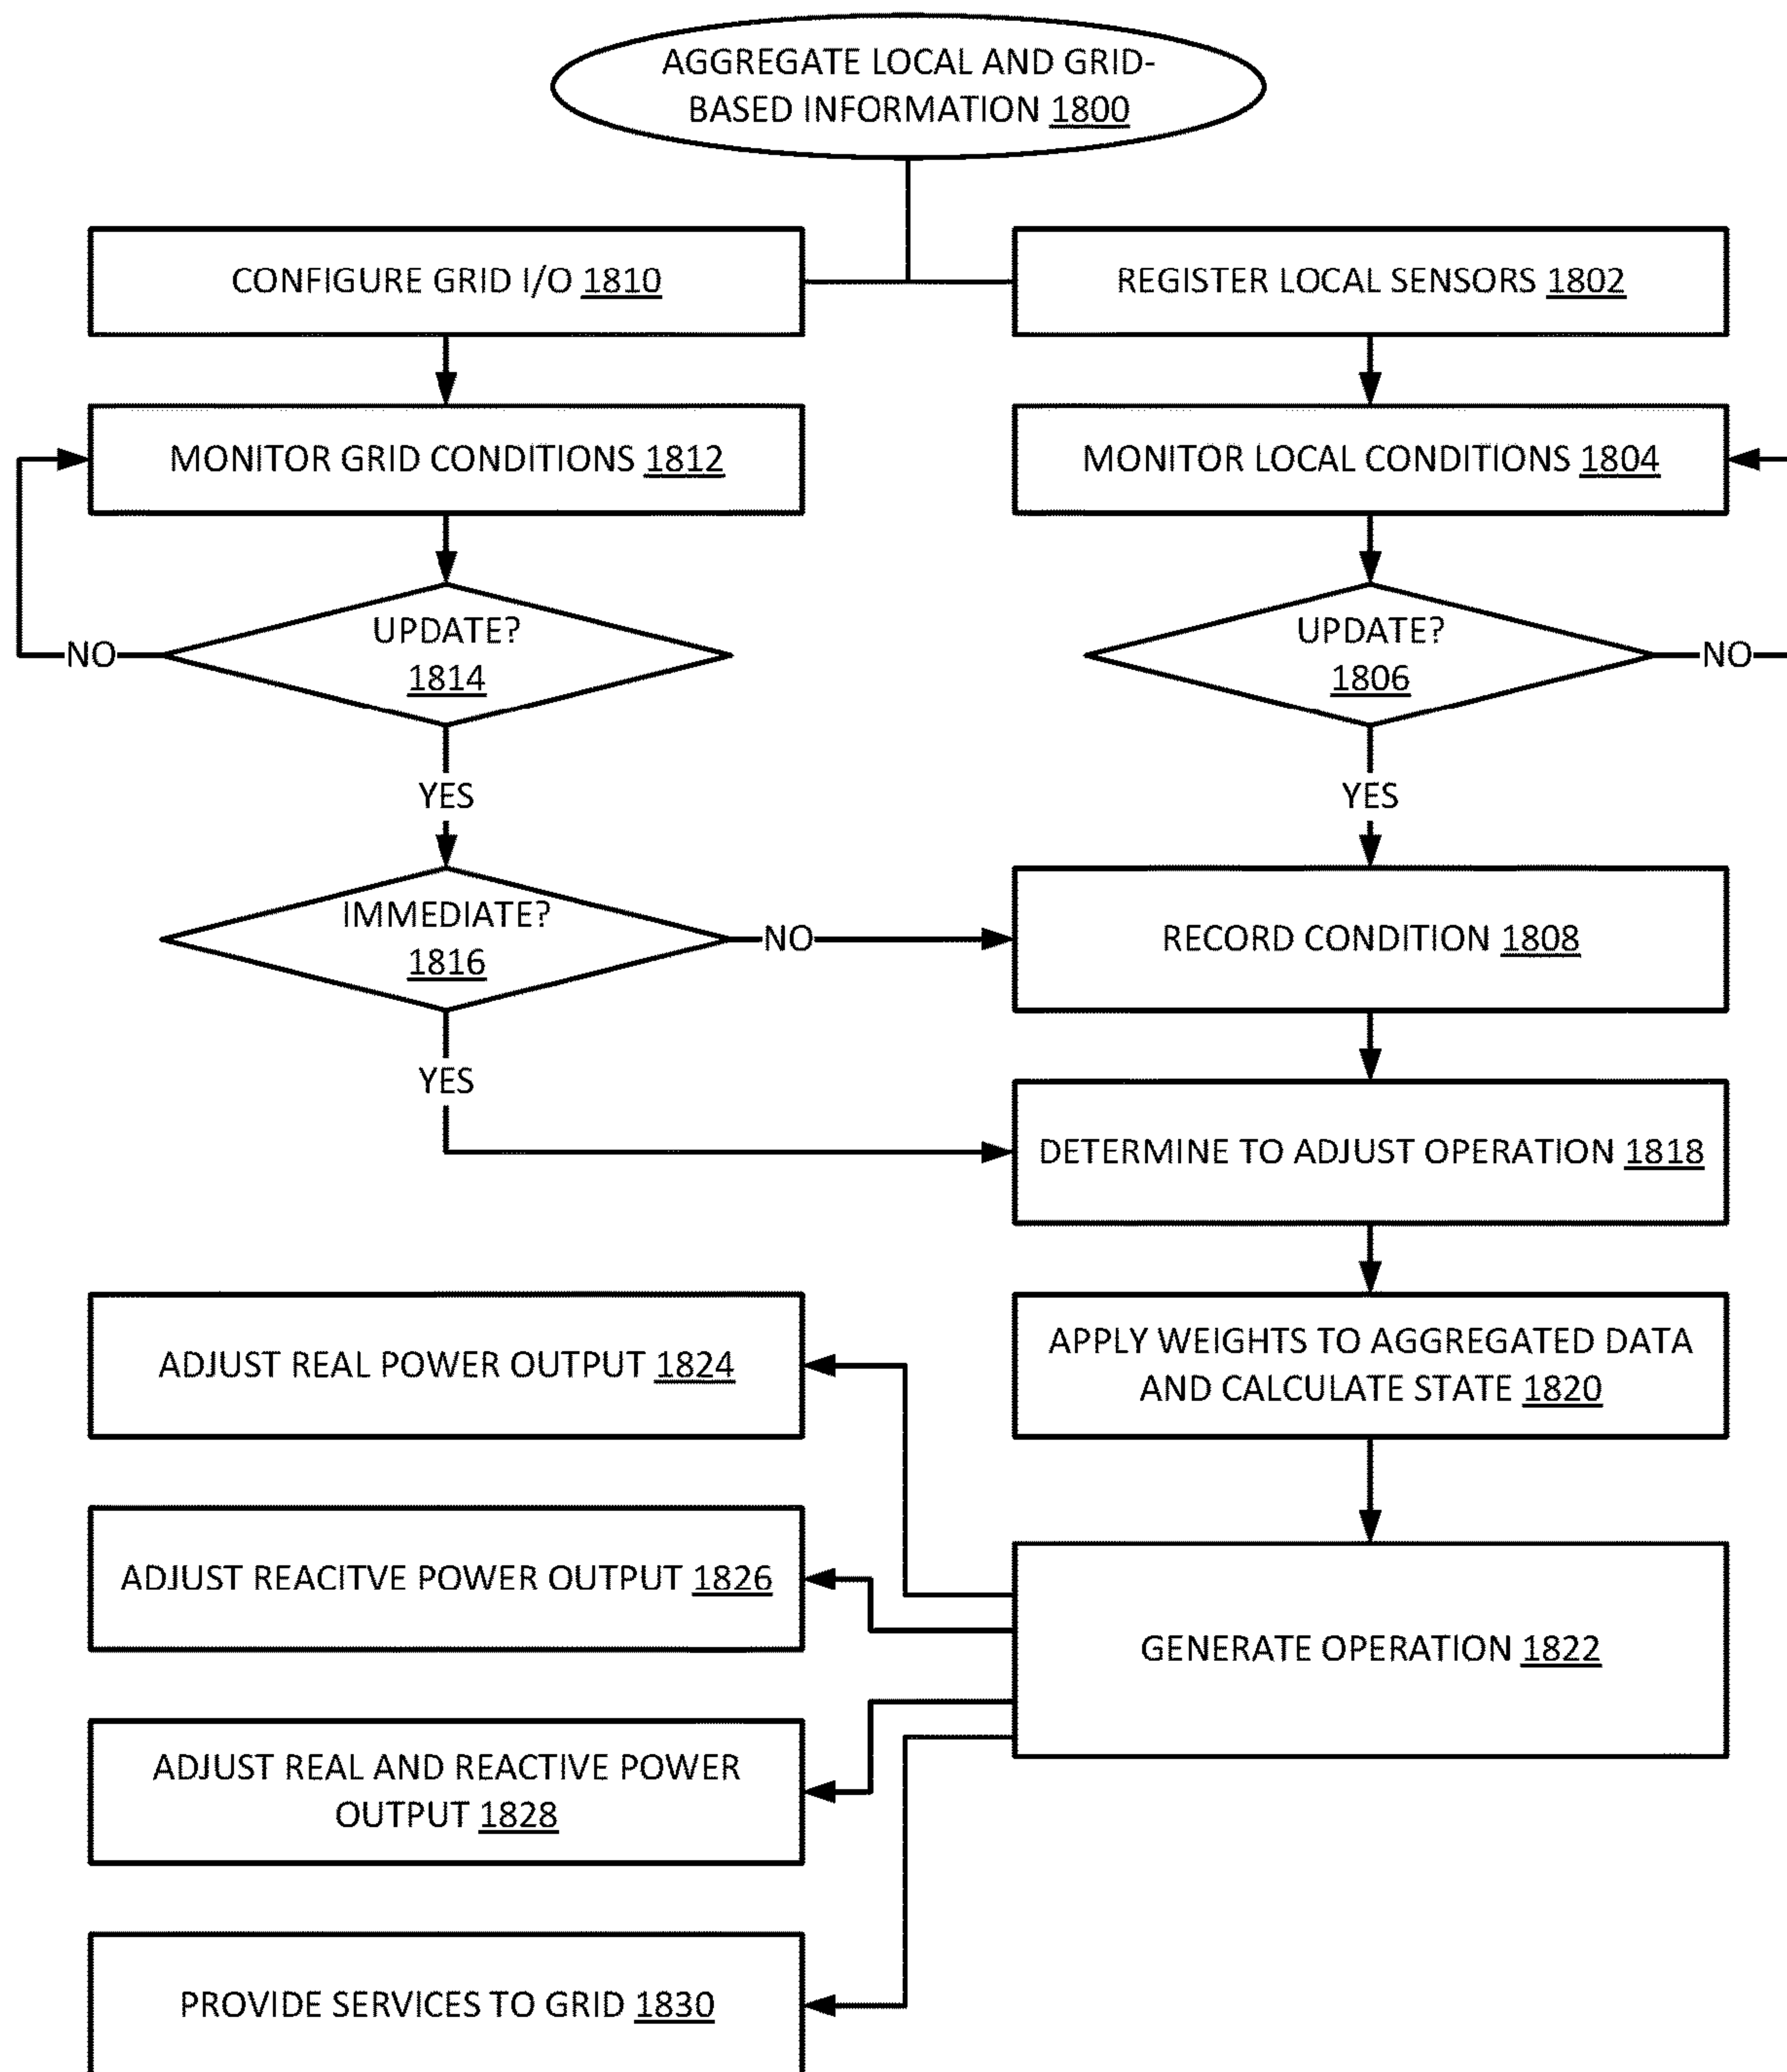 AGGREGATE LOCAL AND GRID-
BASED INFORMATION 1800
CONFIGURE GRID I/O 1810
REGISTER LOCAL SENSORS 1802
MONITOR GRID CONDITIONS 1812
MONITOR LOCAL CONDITIONS 1804
UPDATE?
1814
NO
UPDATE?
1806
NO
YES
YES
IMMEDIATE?
1816
NO
RECORD CONDITION 1808
YES
DETERMINE TO ADJUST OPERATION 1818
ADJUST REAL POWER OUTPUT 1824
APPLY WEIGHTS TO AGGREGATED DATA
AND CALCULATE STATE 1820
ADJUST REACITVE POWER OUTPUT 1826
GENERATE OPERATION 1822
ADJUST REAL AND REACTIVE POWER
OUTPUT 1828
PROVIDE SERVICES TO GRID 1830